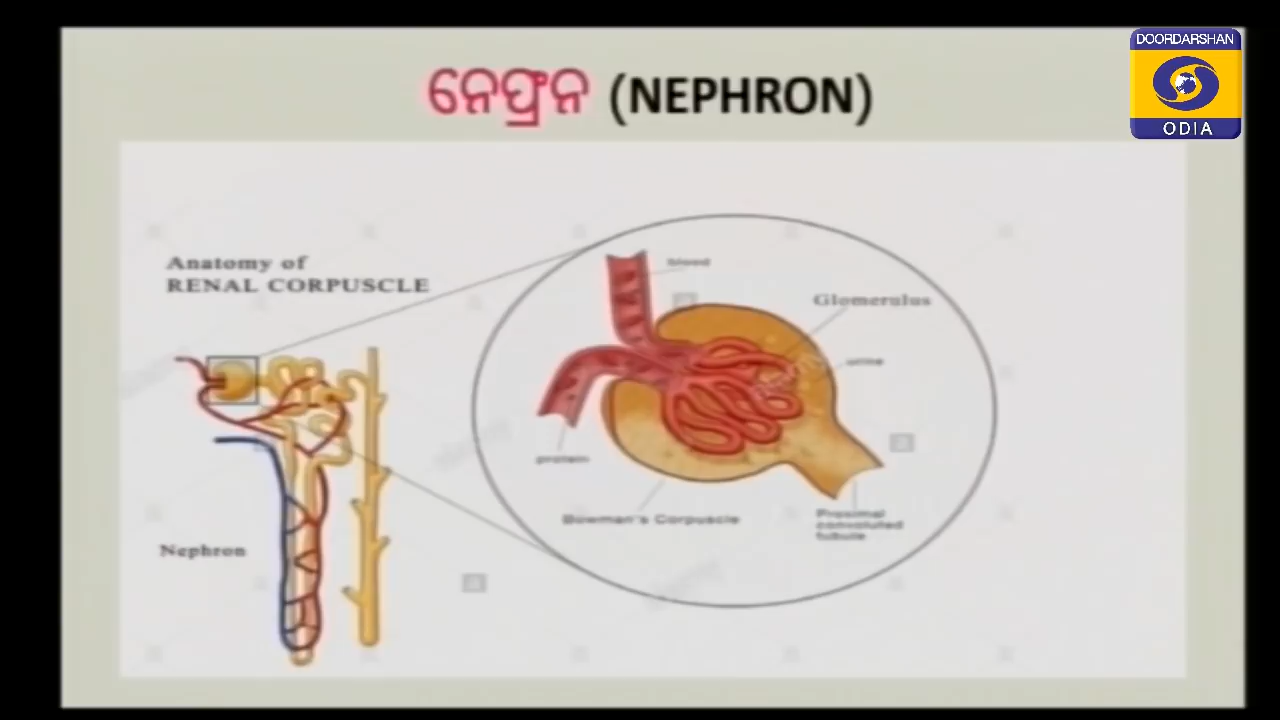 ନେଫ୍ରନ (NEPHRON)
DOORDARSHAN
ODIA
Anatomy of
RENAL CORPUSCLE
blood
Glomerulus
urine
protein
Bowman's Corpuscle
Proximal
convoluted
tubule
Nephron